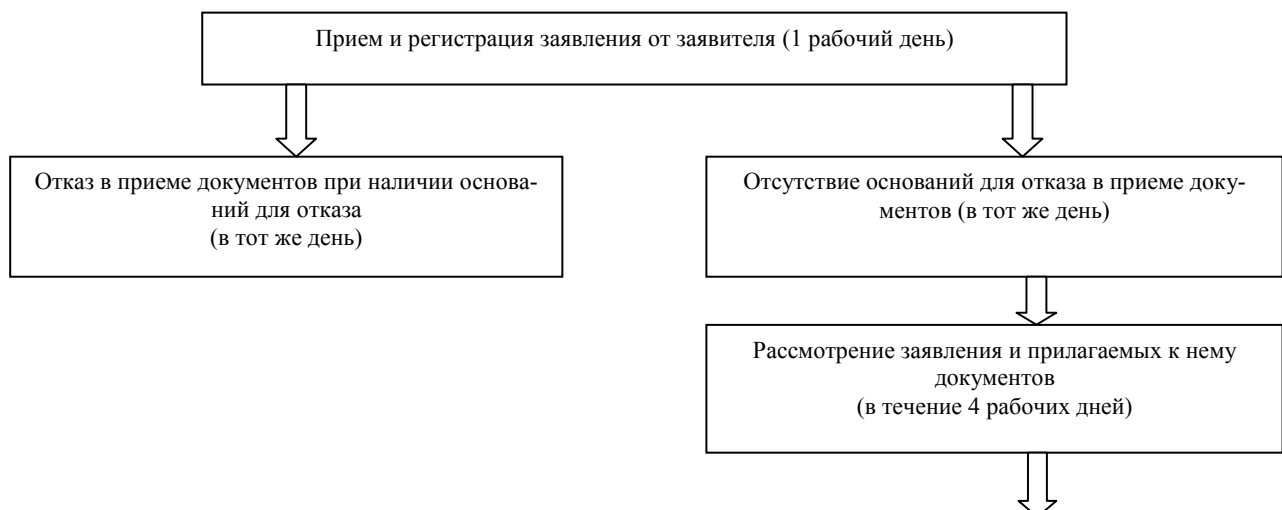 Прием и регистрация заявления от заявителя (1 рабочий день)
Отказ в приеме документов при наличии основа-
ний для отказа
(в тот же день)
Отсутствие оснований для отказа в приеме доку-
ментов (в тот же день)
Рассмотрение заявления и прилагаемых к нему
документов
(в течение 4 рабочих дней)